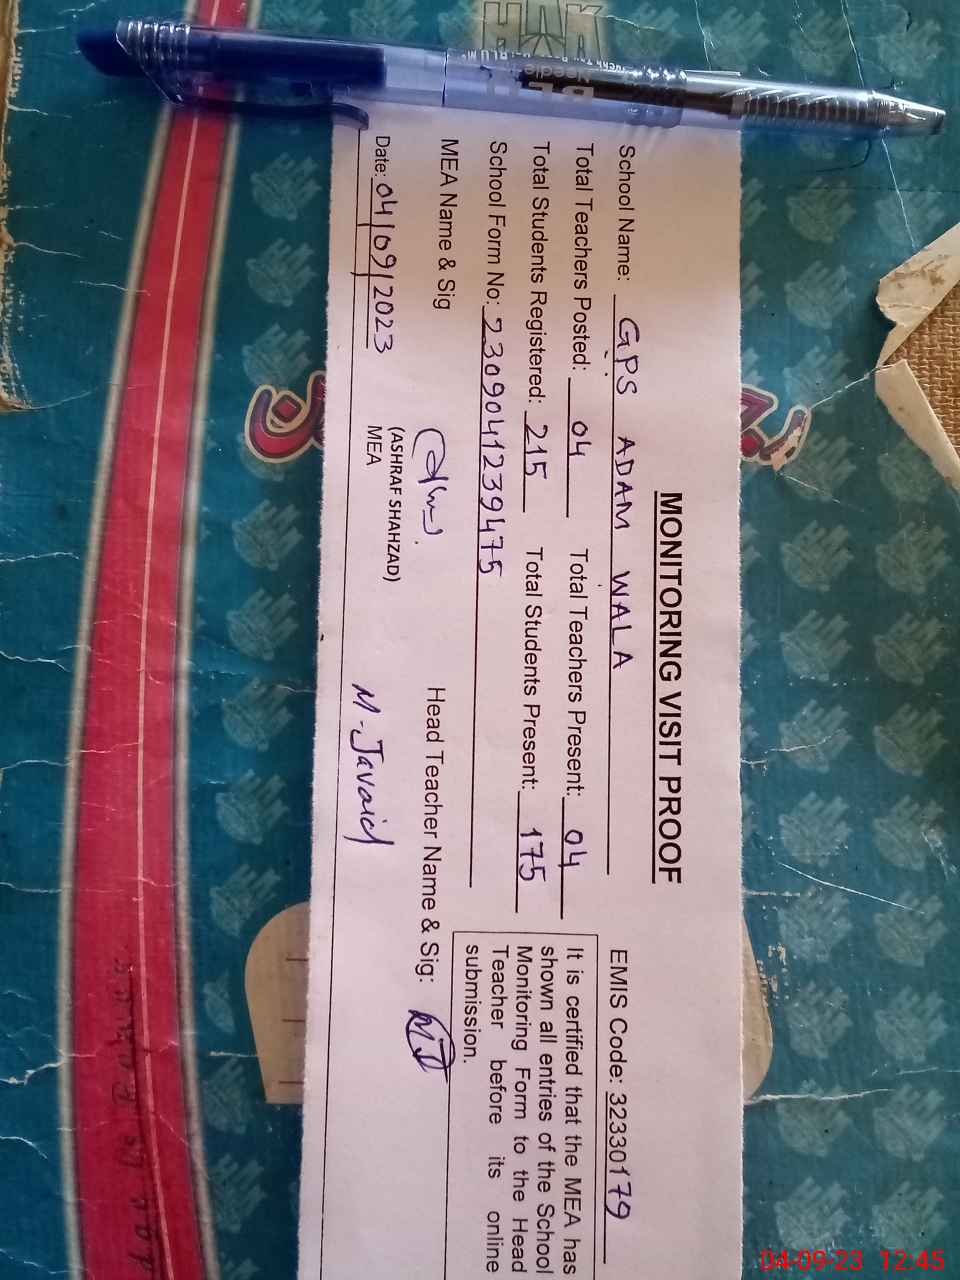 MONITORING VISIT PROOF
School Name: GPS ADAM WALA EMIS Code: 32330179
Total Teachers Posted: 04 Total Teachers Present: 04
Total Students Registered: 215 Total Students Present: 175
School Form No: 2309041239475
It is certified that the MEA has
shown all entries of the School
Monitoring Form to the Head
Teacher before its online
submission.
MEA Name & Sig Head Teacher Name & Sig: MJ
(ASHRAF SHAHZAD)
MEA
Date: 04/09/2023 M. Javaid
04-09-23 12:45